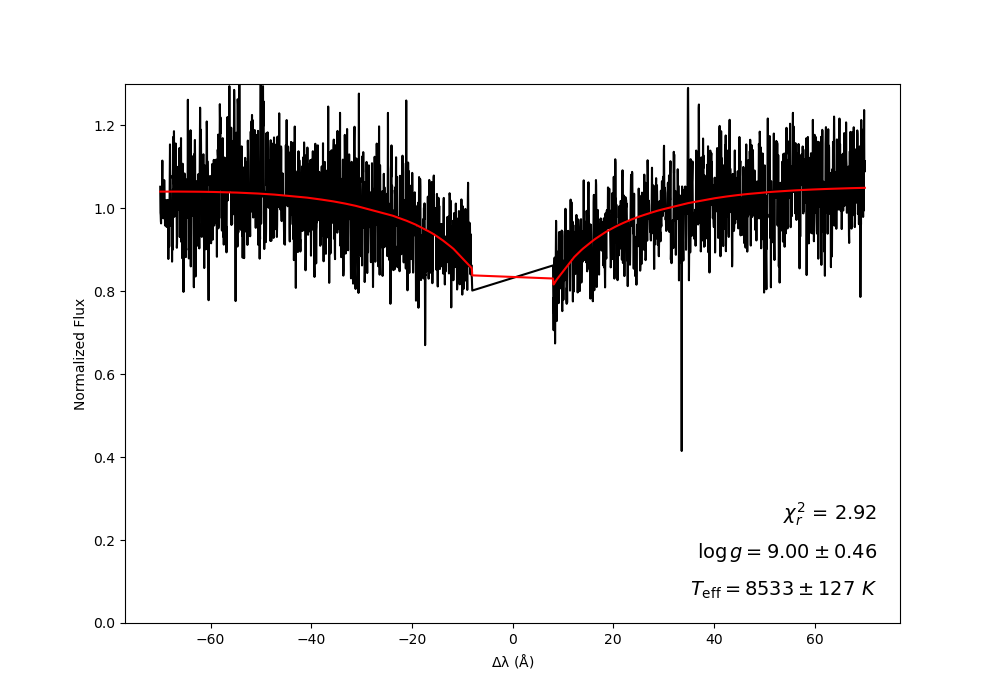 1.2
1.0
0.8
0.6
0.4
0.2
0.0
Normalized Flux
χ²ᵣ = 2.92
log g = 9.00 ± 0.46
T_eff = 8533 ± 127 K
−60 −40 −20 0 20 40 60
Δλ (Å)